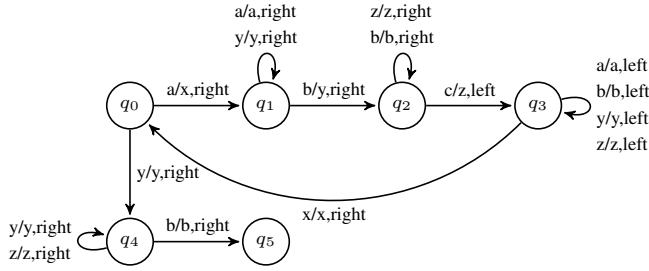 a/a,right
y/y,right
z/z,right
b/b,right
a/a,left
b/b,left
y/y,left
z/z,left
q0
a/x,right
q1
b/y,right
q2
c/z,left
q3
y/y,right
x/x,right
y/y,right
z/z,right
q4
b/b,right
q5